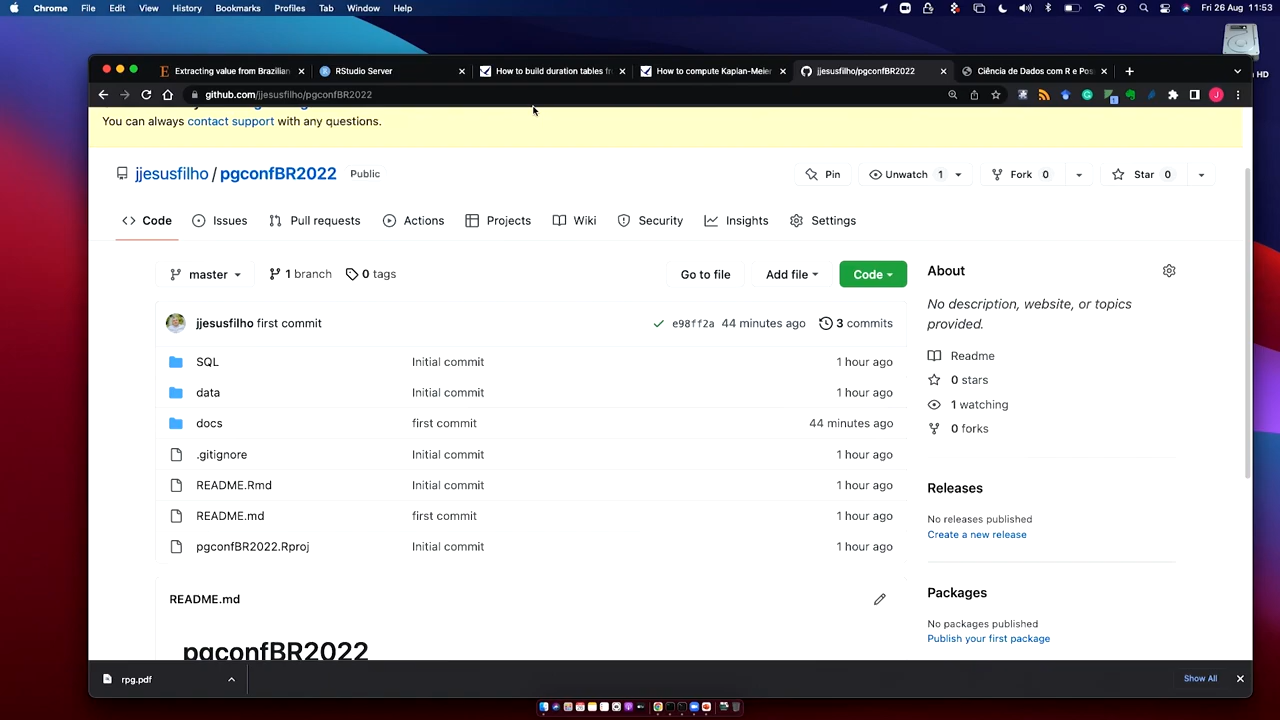 Chrome File Edit View History Bookmarks Profiles Tab Window Help Fri 26 Aug 11:53
HD
Extracting value from Brazilian RStudio Server How to build duration tables fr How to compute Kaplan-Meier jjesusfilho/pgconfBR2022 Ciência de Dados com R e Pos
github.com/jjesusfilho/pgconfBR2022 J
You can always contact support with any questions.
jjesusfilho / pgconfBR2022 Public
Pin Unwatch 1 Fork 0 Star 0
Code Issues Pull requests Actions Projects Wiki Security Insights Settings
master 1 branch 0 tags Go to file Add file Code
jjesusfilho first commit e98ff2a 44 minutes ago 3 commits
SQL Initial commit 1 hour ago
data Initial commit 1 hour ago
docs first commit 44 minutes ago
.gitignore Initial commit 1 hour ago
README.Rmd Initial commit 1 hour ago
README.md first commit 1 hour ago
pgconfBR2022.Rproj Initial commit 1 hour ago
README.md
pgconfBR2022
About
No description, website, or topics
provided.
Readme
0 stars
1 watching
0 forks
Releases
No releases published
Create a new release
Packages
No packages published
Publish your first package
rpg.pdf Show All